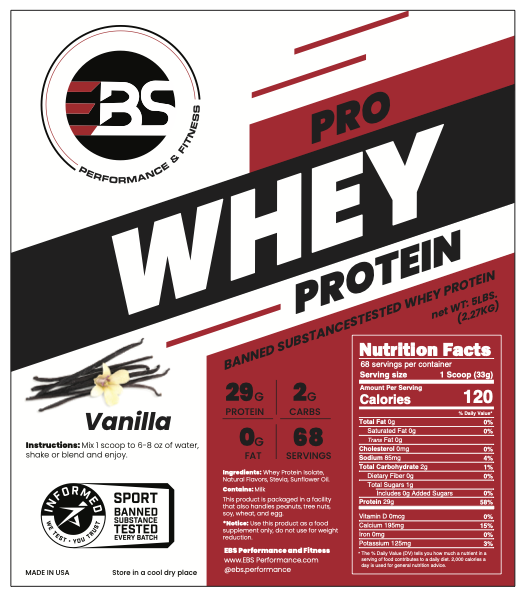 EBS
PERFORMANCE & FITNESS
PRO
WHEY
PROTEIN
BANNED SUBSTANCESTESTED WHEY PROTEIN
net WT: 5LBS.
(2.27KG)
29G
PROTEIN
2G
CARBS
0G
FAT
68
SERVINGS
Vanilla
Instructions: Mix 1 scoop to 6-8 oz of water,
shake or blend and enjoy.
INFORMED
WE TEST • YOU TRUST
SPORT
BANNED
SUBSTANCE
TESTED
EVERY BATCH
MADE IN USA
Store in a cool dry place
Ingredients: Whey Protein Isolate,
Natural Flavors, Stevia, Sunflower Oil.
Contains: Milk
This product is packaged in a facility
that also handles peanuts, tree nuts,
soy, wheat, and egg.
*Notice: Use this product as a food
supplement only, do not use for weight
reduction.
EBS Performance and Fitness
www.EBS Performance.com
@ebs.performance
Nutrition Facts
68 servings per container
Serving size 1 Scoop (33g)
Amount Per Serving
Calories 120
% Daily Value*
Total Fat 0g 0%
Saturated Fat 0g 0%
Trans Fat 0g
Cholesterol 0mg 0%
Sodium 85mg 4%
Total Carbohydrate 2g 1%
Dietary Fiber 0g 0%
Total Sugars 1g
Includes 0g Added Sugars 0%
Protein 29g 58%
Vitamin D 0mcg 0%
Calcium 195mg 15%
Iron 0mg 0%
Potassium 125mg 3%
* The % Daily Value (DV) tells you how much a nutrient in a
serving of food contributes to a daily diet. 2,000 calories a
day is used for general nutrition advice.